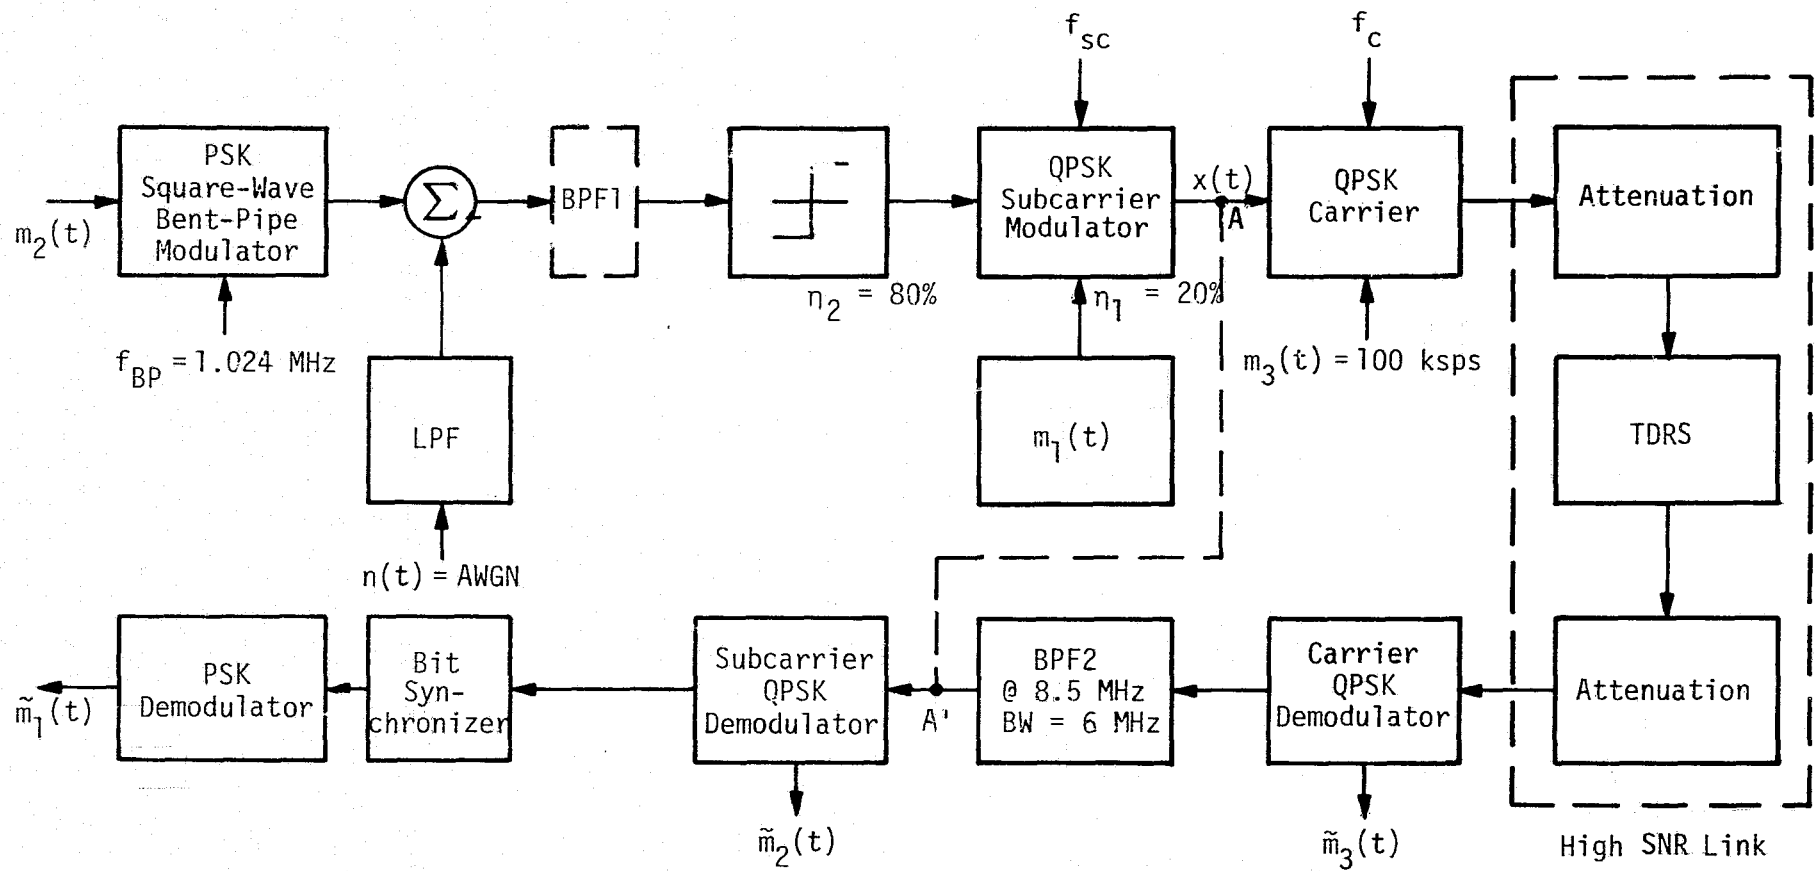 f_sc
f_c
PSK
Square-Wave
Bent-Pipe
Modulator
m_2(t)
f_BP = 1.024 MHz
Σ
BPF1
LPF
n(t) = AWGN
η_2 = 80%
QPSK
Subcarrier
Modulator
η_1 = 20%
m_1(t)
x(t)
A
QPSK
Carrier
m_3(t) = 100 ksps
Attenuation
TDRS
Attenuation
High SNR Link
Carrier
QPSK
Demodulator
m̃_3(t)
BPF2
@ 8.5 MHz
BW = 6 MHz
A'
Subcarrier
QPSK
Demodulator
m̃_2(t)
Bit
Syn-
chronizer
PSK
Demodulator
m̃_1(t)